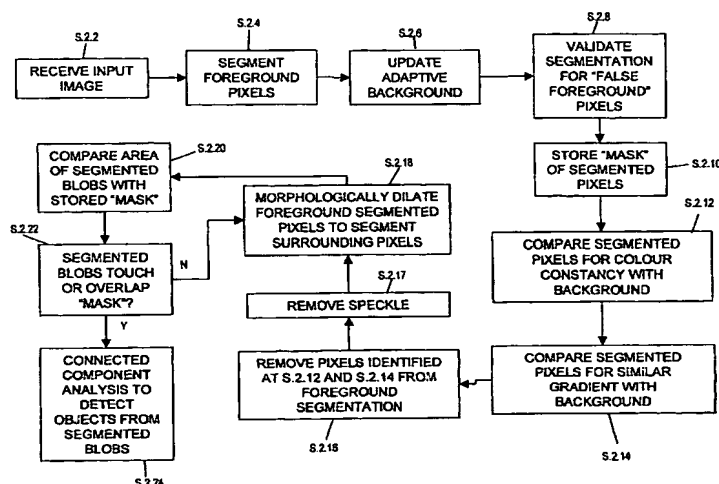 S.2.2
RECEIVE INPUT
IMAGE
S.2.4
SEGMENT
FOREGROUND
PIXELS
S.2.6
UPDATE
ADAPTIVE
BACKGROUND
S.2.8
VALIDATE
SEGMENTATION
FOR "FALSE
FOREGROUND"
PIXELS
STORE "MASK"
OF SEGMENTED
PIXELS
S.2.10
S.2.12
COMPARE SEGMENTED
PIXELS FOR COLOUR
CONSTANCY WITH
BACKGROUND
COMPARE SEGMENTED
PIXELS FOR SIMILAR
GRADIENT WITH
BACKGROUND
S.2.14
REMOVE PIXELS IDENTIFIED
AT S.2.12 AND S.2.14 FROM
FOREGROUND
SEGMENTATION
S.2.16
S.2.17
REMOVE SPECKLE
S.2.18
MORPHOLOGICALLY DILATE
FOREGROUND SEGMENTED
PIXELS TO SEGMENT
SURROUNDING PIXELS
S.2.20
COMPARE AREA
OF SEGMENTED
BLOBS WITH
STORED "MASK"
S.2.22
SEGMENTED
BLOBS TOUCH
OR OVERLAP
"MASK"?
N
Y
CONNECTED
COMPONENT
ANALYSIS TO
DETECT
OBJECTS FROM
SEGMENTED
BLOBS
S.2.24